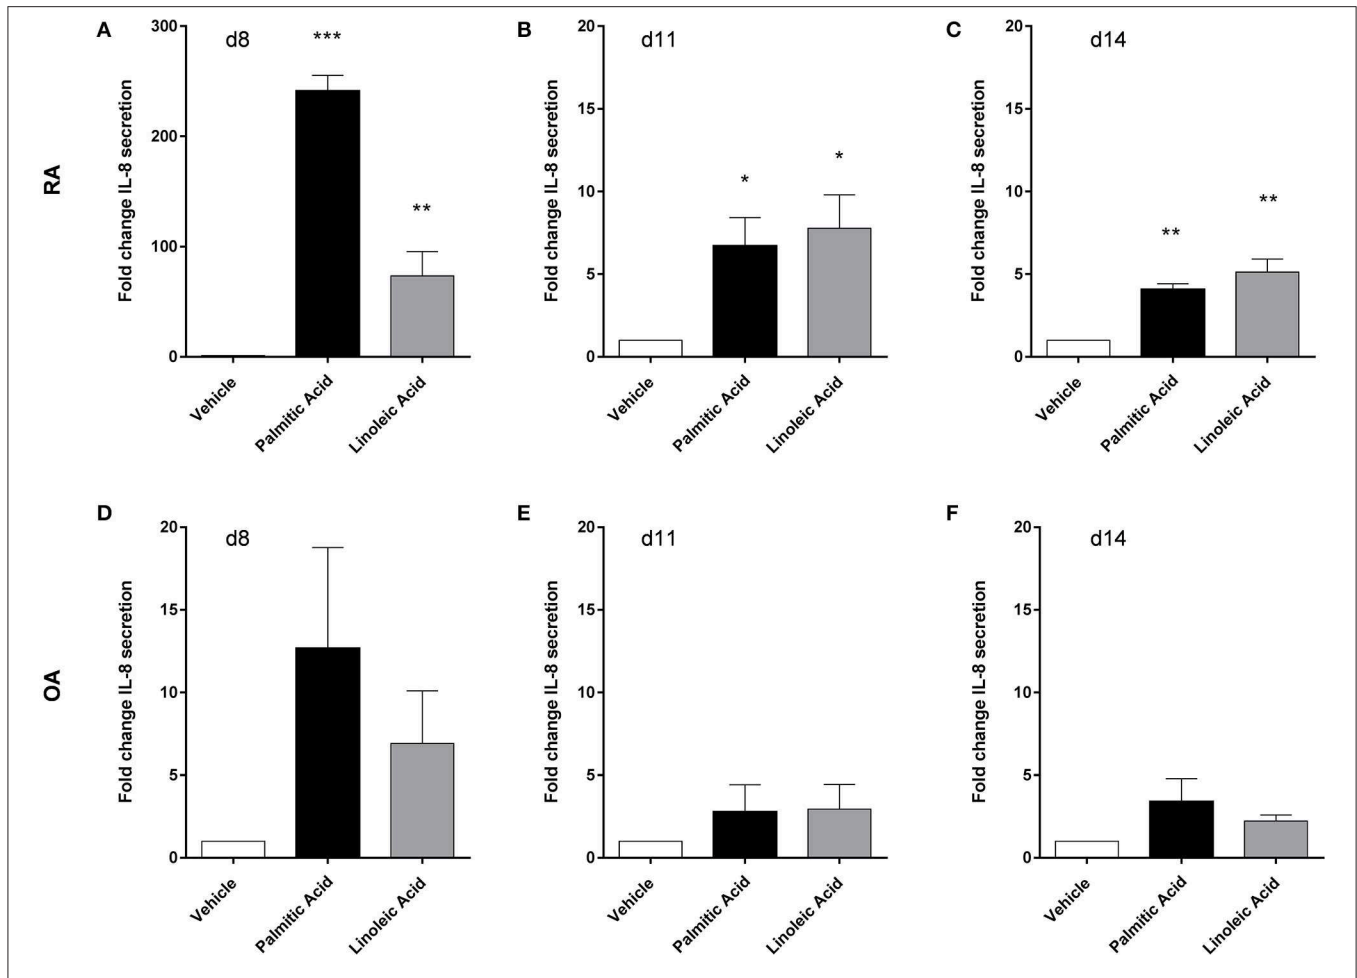 A
d8
***
**
Fold change IL-8 secretion
300
200
100
0
Vehicle
Palmitic Acid
Linoleic Acid
B
d11
*
*
Fold change IL-8 secretion
20
15
10
5
0
Vehicle
Palmitic Acid
Linoleic Acid
C
d14
**
**
Fold change IL-8 secretion
20
15
10
5
0
Vehicle
Palmitic Acid
Linoleic Acid
RA
D
d8
Fold change IL-8 secretion
20
15
10
5
0
Vehicle
Palmitic Acid
Linoleic Acid
E
d11
Fold change IL-8 secretion
20
15
10
5
0
Vehicle
Palmitic Acid
Linoleic Acid
F
d14
Fold change IL-8 secretion
20
15
10
5
0
Vehicle
Palmitic Acid
Linoleic Acid
OA